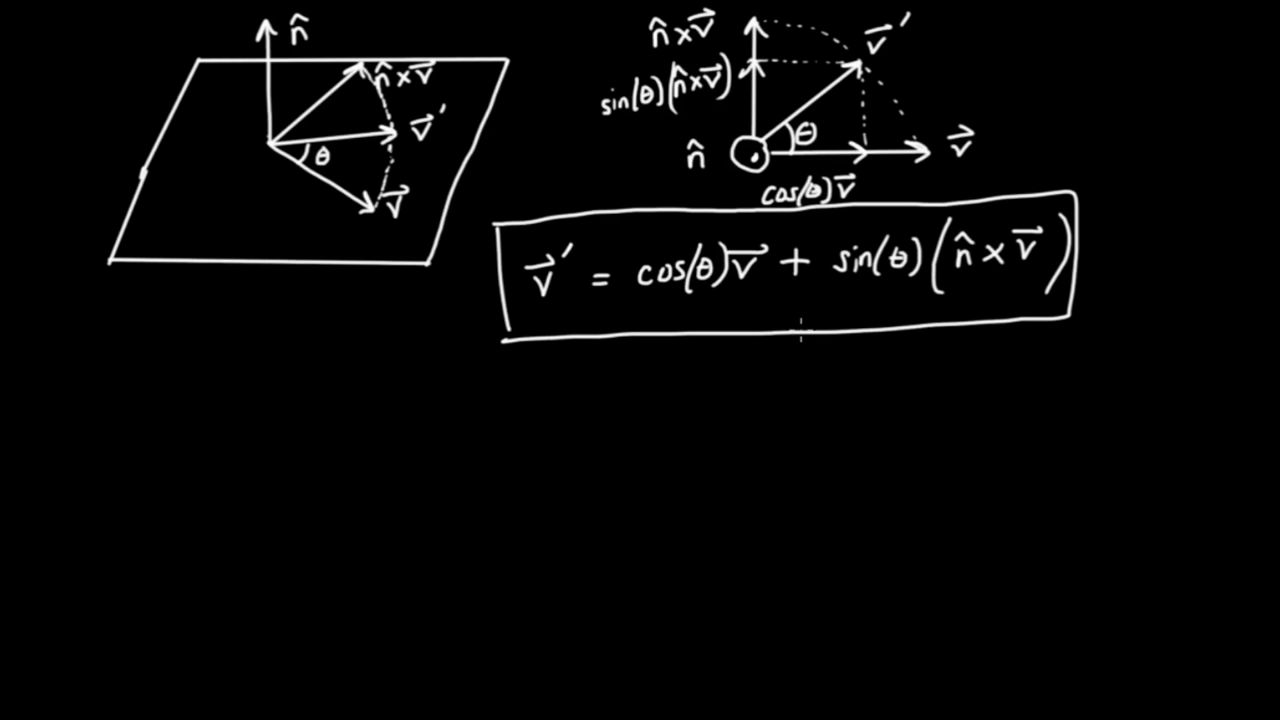 n̂
n̂ × v⃗
v⃗ ′
θ
v⃗
n̂ × v⃗
v⃗ ′
sin(θ)(n̂ × v⃗)
θ
n̂
v⃗
cos(θ)v⃗
v⃗ ′ = cos(θ)v⃗ + sin(θ)(n̂ × v⃗)